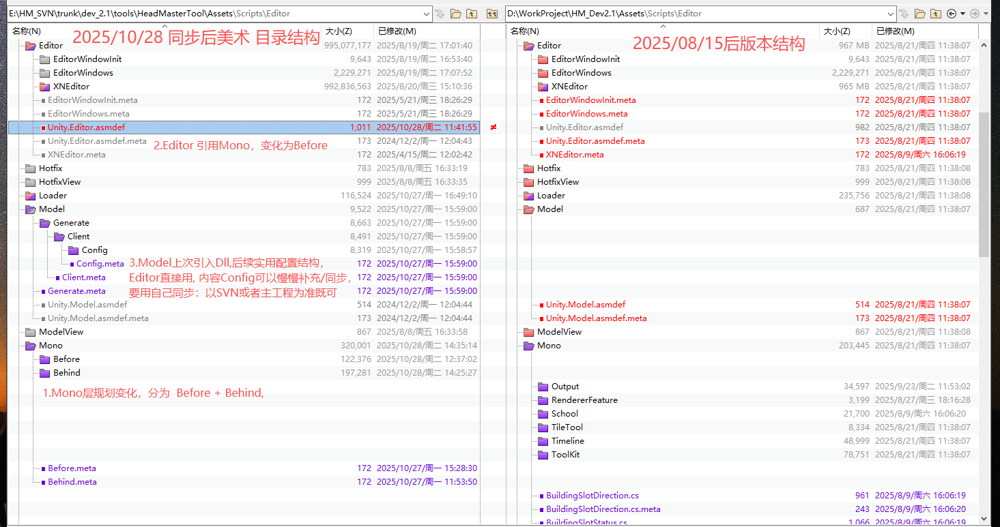 E:\HM_SVN\trunk\dev_2.1\tools\HeadMasterTool\Assets\Scripts\Editor
D:\WorkProject\HM_Dev2.1\Assets\Scripts\Editor
名称(N) 大小(Z) 已修改(M)
2025/10/28 同步后美术 目录结构
Editor 995,077,177 2025/8/19/周二 17:01:40
EditorWindowInit 9,643 2025/8/19/周二 16:53:40
EditorWindows 2,229,271 2025/8/19/周二 17:07:52
XNEditor 992,836,563 2025/8/20/周三 15:10:36
EditorWindowInit.meta 172 2025/5/21/周三 18:26:29
EditorWindows.meta 172 2025/5/21/周三 18:26:29
Unity.Editor.asmdef 1,011 2025/10/28/周二 11:41:55
≠
Unity.Editor.asmdef.meta 173 2024/12/2/周一 12:04:43
2.Editor 引用Mono，变化为Before
XNEditor.meta 172 2025/4/15/周二 12:02:42
Hotfix 783 2025/8/8/周五 16:33:19
HotfixView 999 2025/8/8/周五 16:33:35
Loader 116,524 2025/10/27/周一 16:49:10
Model 9,522 2025/10/27/周一 15:59:00
Generate 8,663 2025/10/27/周一 15:59:00
Client 8,491 2025/10/27/周一 15:59:00
Config 8,319 2025/10/27/周一 15:58:57
Config.meta 172 2025/10/27/周一 15:59:00
3.Model上次引入Dll,后续实用配置结构，
Client.meta 172 2025/10/27/周一 15:59:00
Editor直接用, 内容Config可以慢慢补充/同步，
Generate.meta 172 2025/10/27/周一 15:59:00
要用自己同步：以SVN或者主工程为准既可
Unity.Model.asmdef 514 2024/12/2/周一 12:04:44
Unity.Model.asmdef.meta 173 2024/12/2/周一 12:04:44
ModelView 867 2025/8/8/周五 16:33:58
Mono 320,001 2025/10/28/周二 14:35:14
Before 122,376 2025/10/28/周二 12:37:02
Behind 197,281 2025/10/28/周二 14:25:27
1.Mono层规划变化，分为 Before + Behind,
Before.meta 172 2025/10/27/周一 15:28:30
Behind.meta 172 2025/10/27/周一 11:53:50
名称(N) 大小(Z) 已修改(M)
2025/08/15后版本结构
Editor 967 MB 2025/8/21/周四 11:38:07
EditorWindowInit 9,643 2025/8/21/周四 11:38:07
EditorWindows 2,229,271 2025/8/21/周四 11:38:07
XNEditor 965 MB 2025/8/21/周四 11:38:07
EditorWindowInit.meta 172 2025/8/21/周四 11:38:07
EditorWindows.meta 172 2025/8/21/周四 11:38:07
Unity.Editor.asmdef 982 2025/8/21/周四 11:38:07
Unity.Editor.asmdef.meta 173 2025/8/21/周四 11:38:07
XNEditor.meta 172 2025/8/9/周六 16:06:19
Hotfix 783 2025/8/21/周四 11:38:08
HotfixView 999 2025/8/21/周四 11:38:08
Loader 235,756 2025/8/21/周四 11:38:08
Model 687 2025/8/21/周四 11:38:07
Unity.Model.asmdef 514 2025/8/21/周四 11:38:07
Unity.Model.asmdef.meta 173 2025/8/21/周四 11:38:07
ModelView 867 2025/8/21/周四 11:38:08
Mono 203,445 2025/8/21/周四 11:38:07
Output 34,597 2025/9/23/周二 11:53:02
RendererFeature 3,199 2025/8/27/周三 18:16:28
School 21,700 2025/8/9/周六 16:06:20
TileTool 8,334 2025/8/21/周四 11:38:07
Timeline 48,999 2025/8/21/周四 11:38:07
ToolKit 78,751 2025/8/21/周四 11:38:07
BuildingSlotDirection.cs 961 2025/8/9/周六 16:06:19
BuildingSlotDirection.cs.meta 243 2025/8/9/周六 16:06:20
BuildingSlotStatus.cs 1,066 2025/8/9/周六 16:06:19